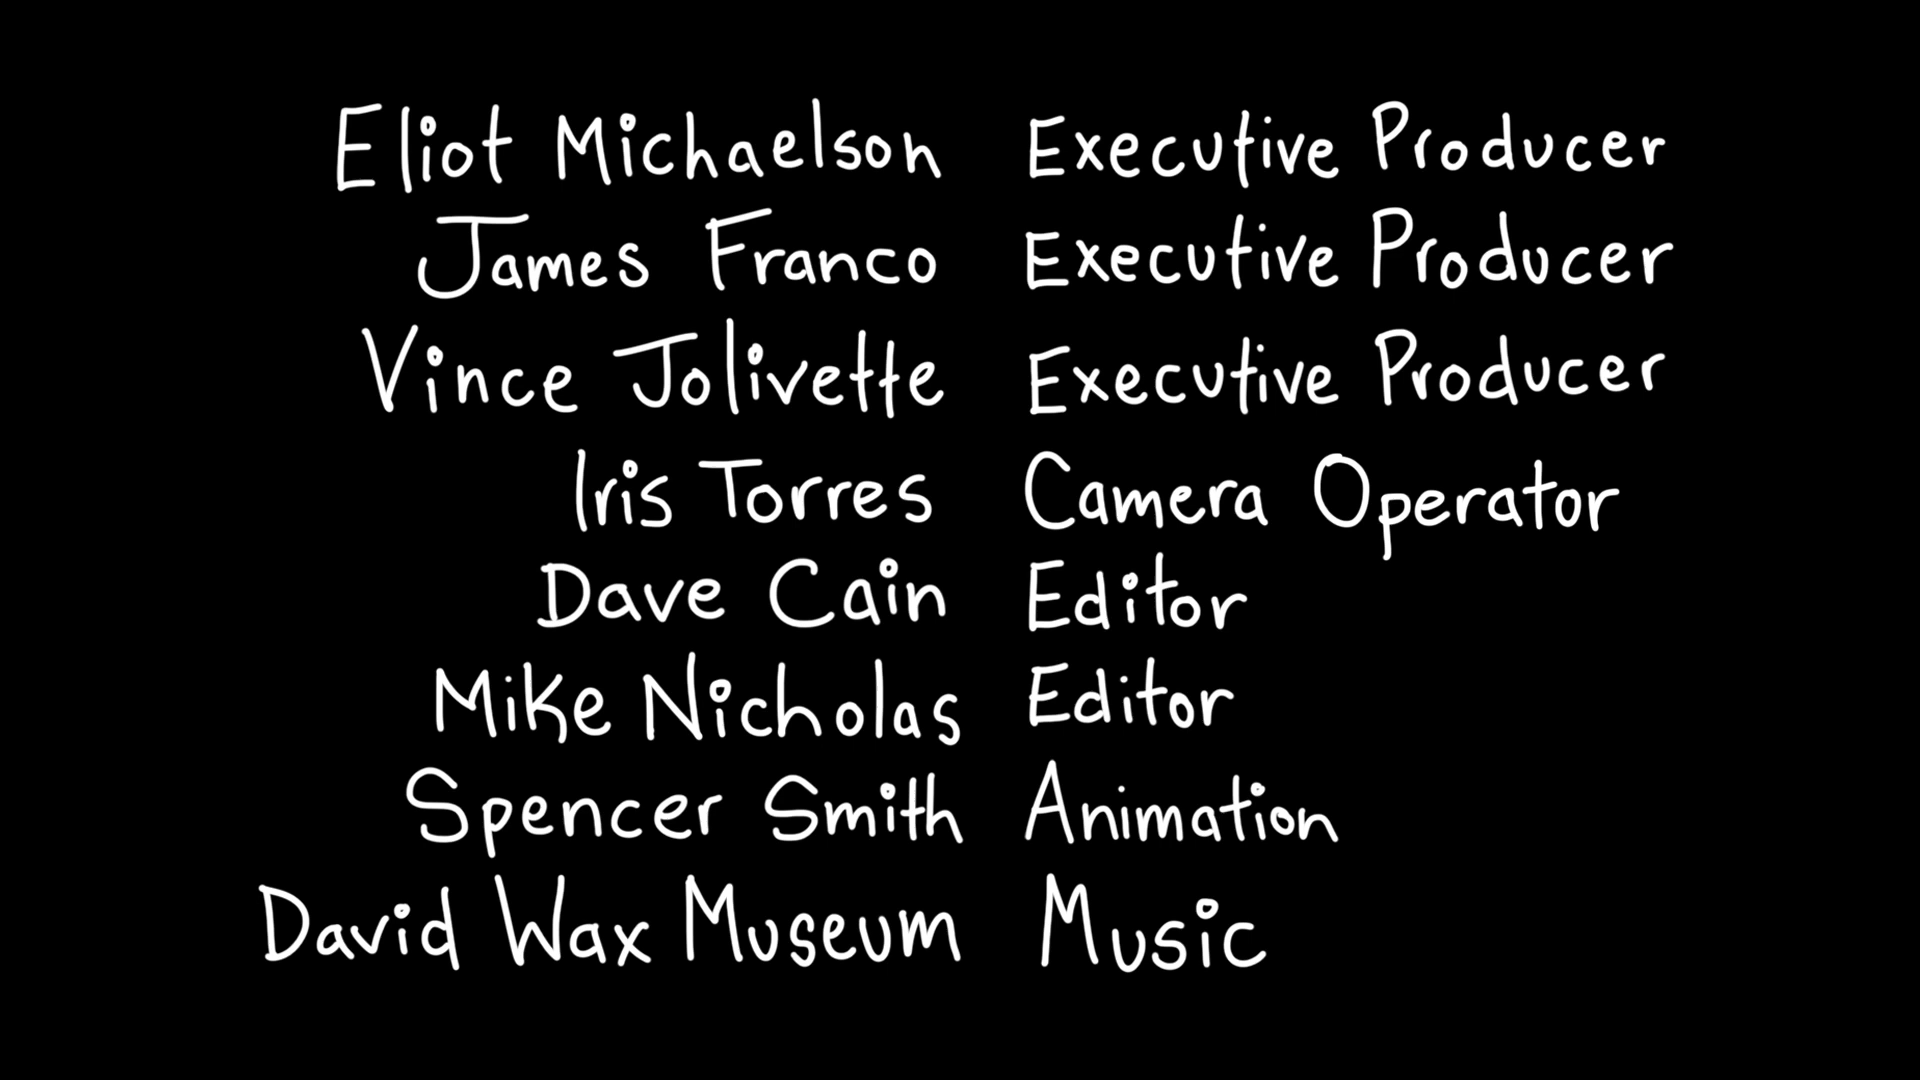 Eliot Michaelson Executive Producer
James Franco Executive Producer
Vince Jolivette Executive Producer
Iris Torres Camera Operator
Dave Cain Editor
Mike Nicholas Editor
Spencer Smith Animation
David Wax Museum Music